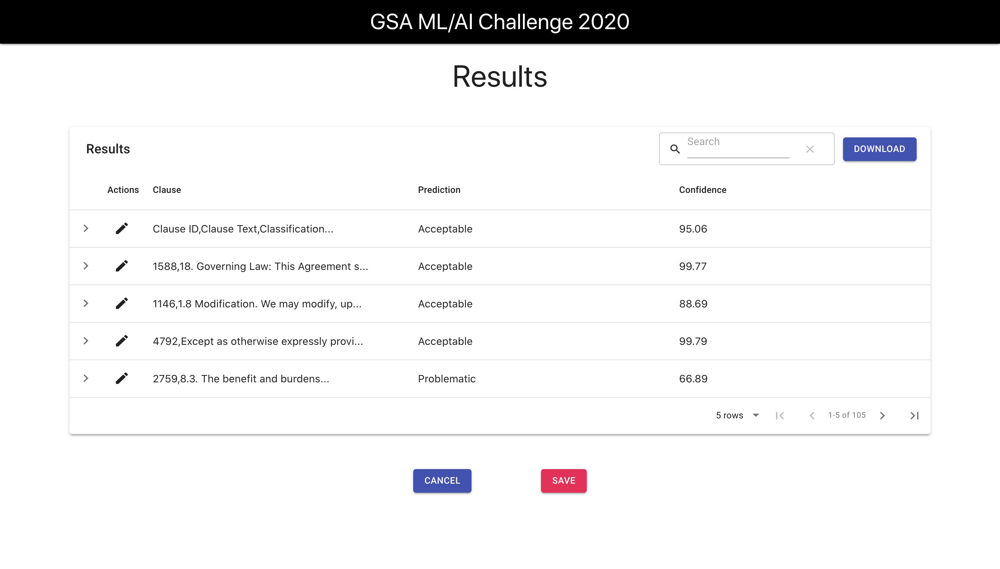 GSA ML/AI Challenge 2020
Results
Results
Search
DOWNLOAD
Actions Clause Prediction Confidence
Clause ID,Clause Text,Classification... Acceptable 95.06
1588,18. Governing Law: This Agreement s... Acceptable 99.77
1146,1.8 Modification. We may modify, up... Acceptable 88.69
4792,Except as otherwise expressly provi... Acceptable 99.79
2759,8.3. The benefit and burdens... Problematic 66.89
5 rows 1-5 of 105
CANCEL SAVE